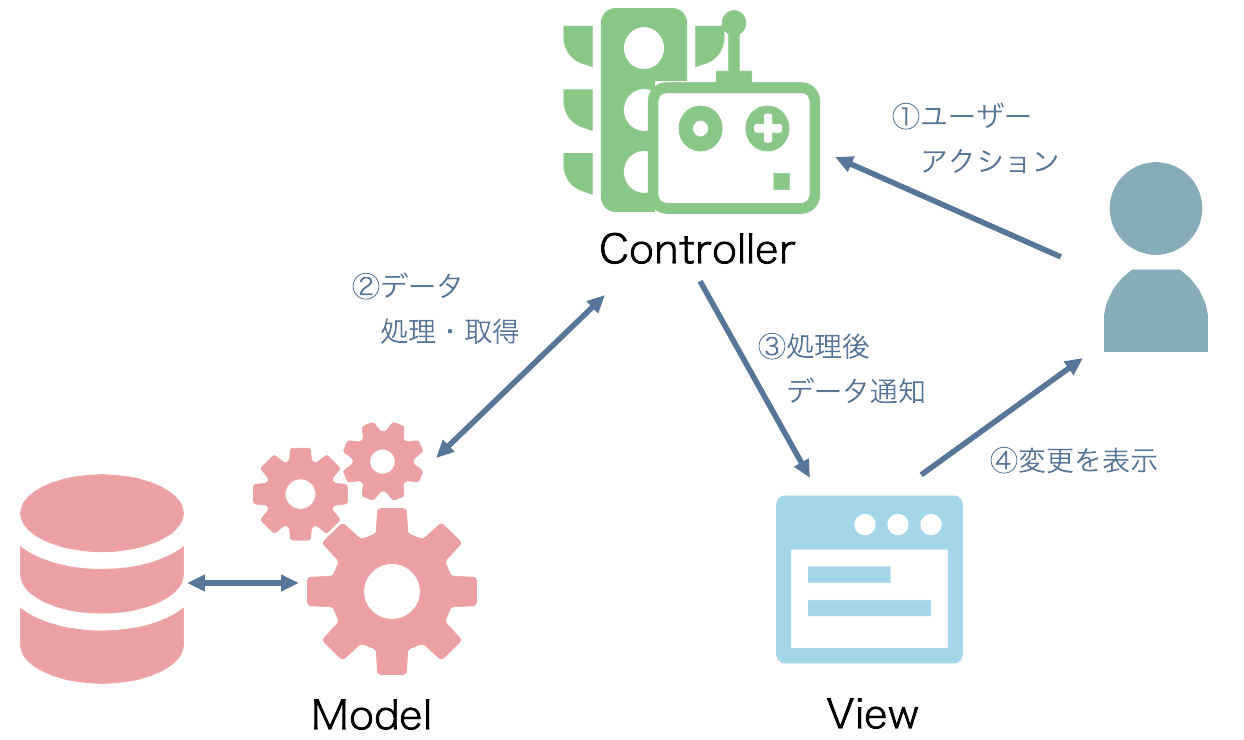 ①ユーザー
アクション
Controller
②データ
処理・取得
③処理後
データ通知
④変更を表示
Model
View